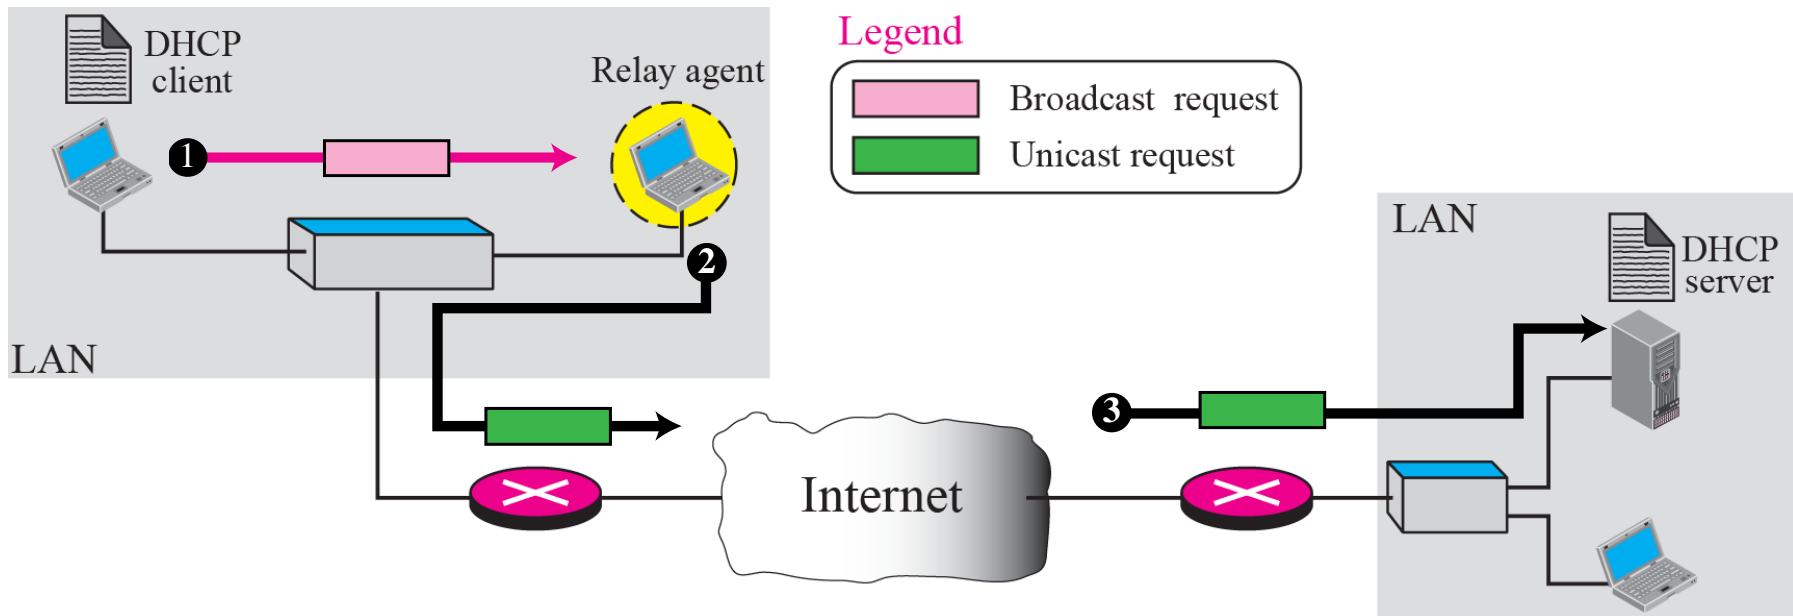 DHCP
client
Relay agent
1
2
LAN
Legend
Broadcast request
Unicast request
Internet
3
LAN
DHCP
server